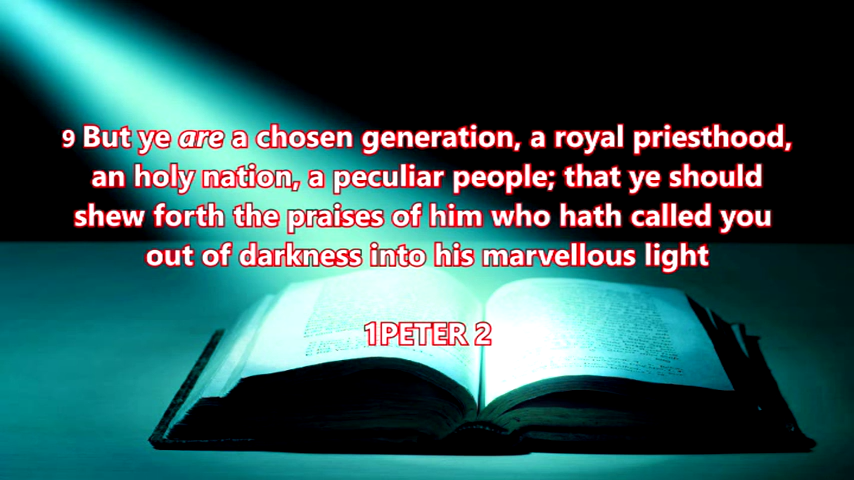 9 But ye are a chosen generation, a royal priesthood,
an holy nation, a peculiar people; that ye should
shew forth the praises of him who hath called you
out of darkness into his marvellous light
1PETER 2